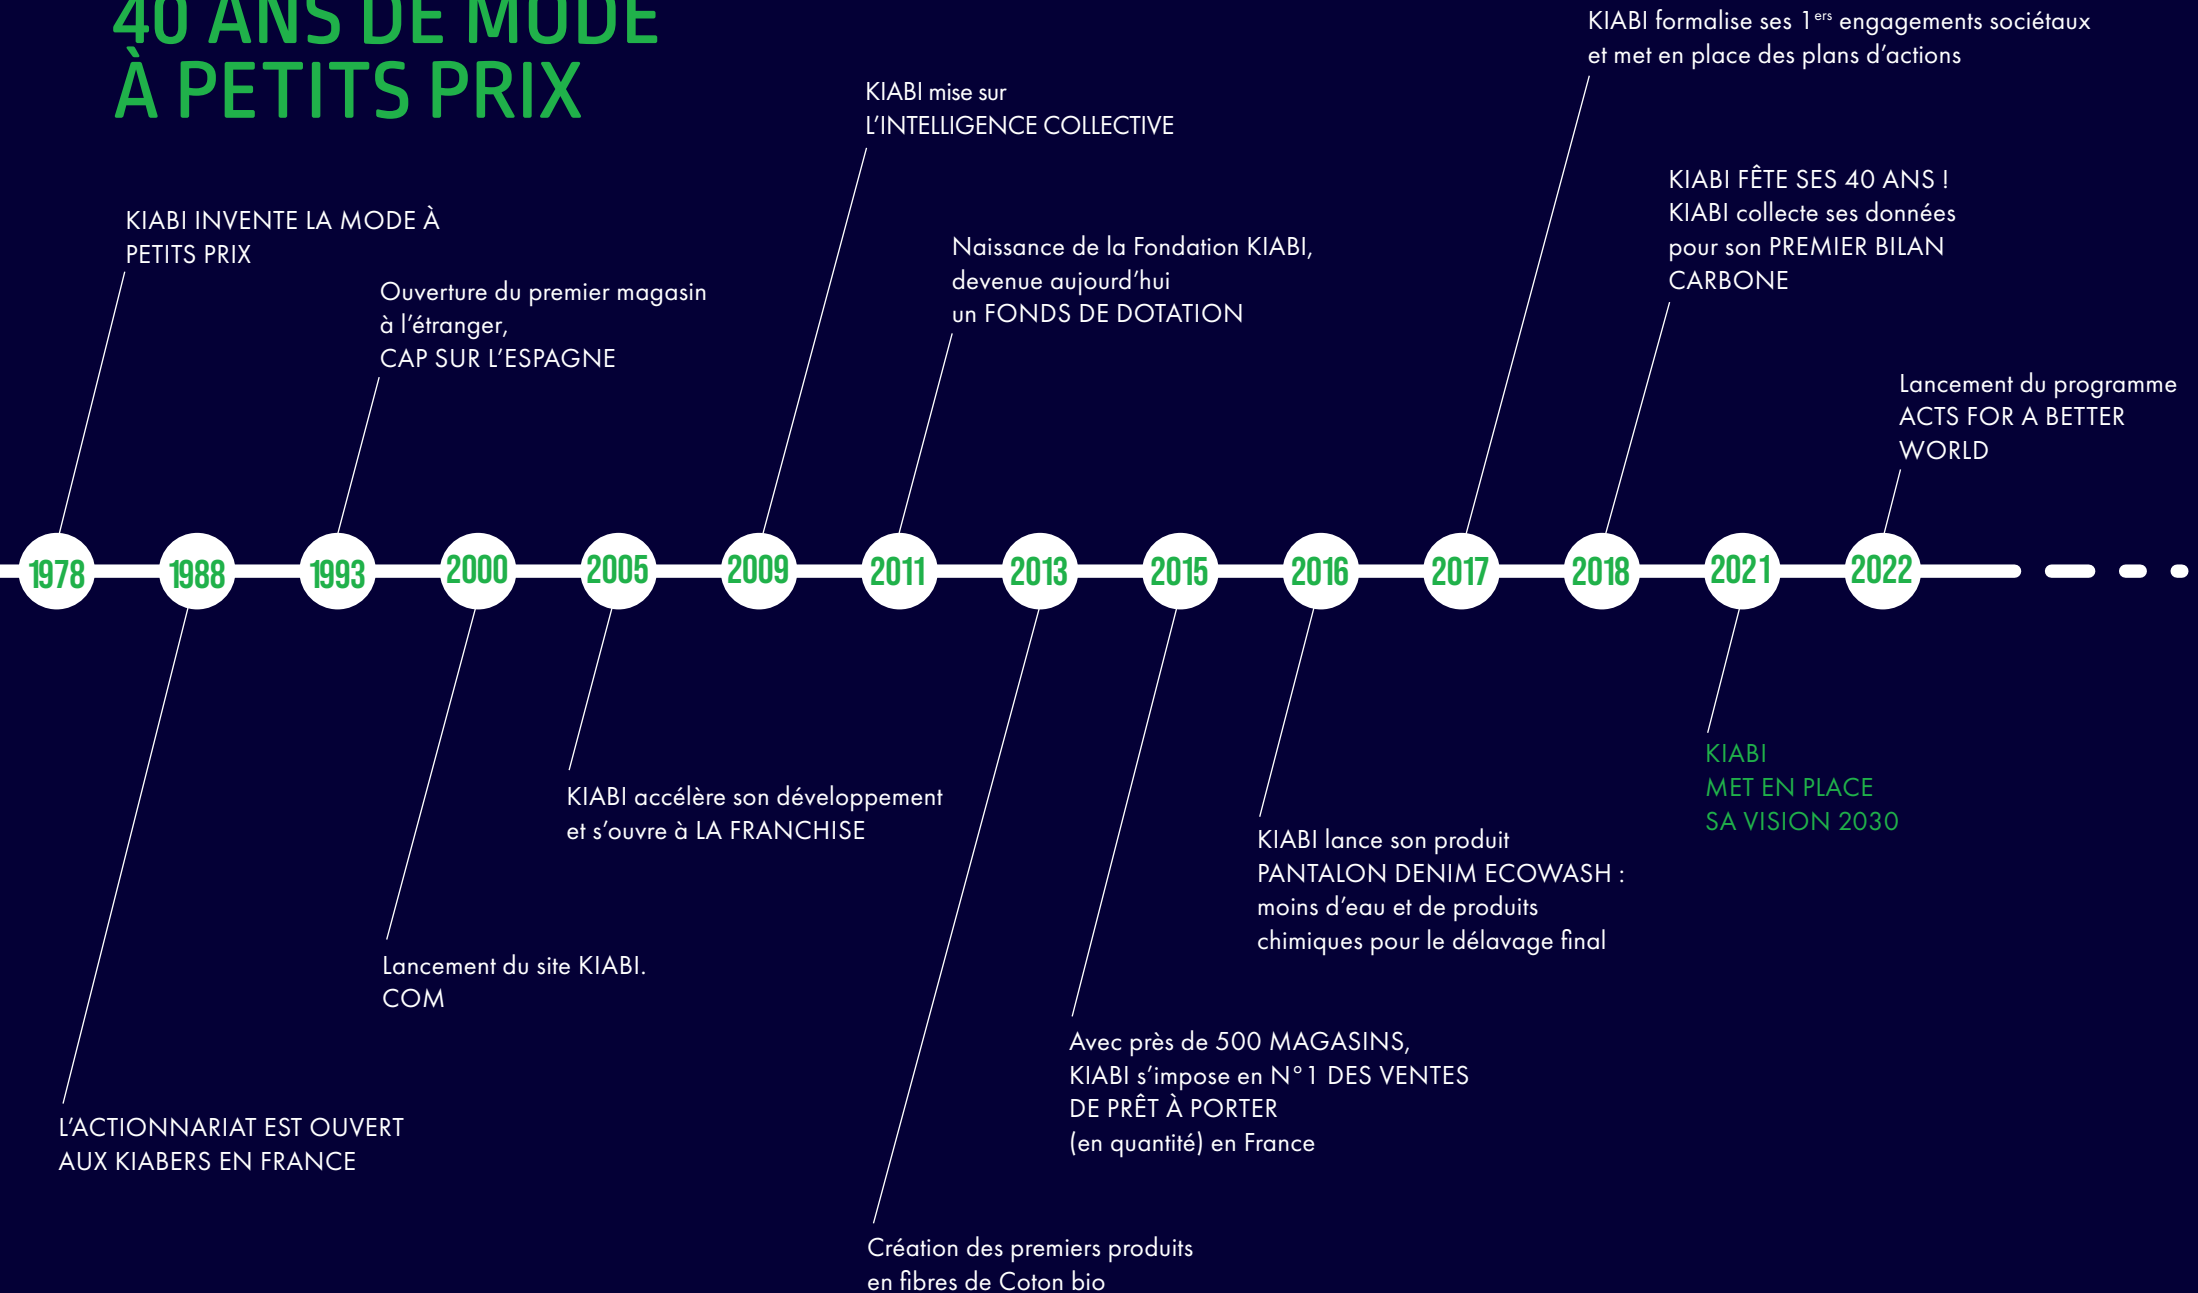 40 ANS DE MODE
À PETITS PRIX
KIABI formalise ses 1ers engagements sociétaux
et met en place des plans d’actions
KIABI mise sur
L’INTELLIGENCE COLLECTIVE
KIABI FÊTE SES 40 ANS !
KIABI collecte ses données
pour son PREMIER BILAN
CARBONE
KIABI INVENTE LA MODE À
PETITS PRIX
Naissance de la Fondation KIABI,
devenue aujourd’hui
un FONDS DE DOTATION
Ouverture du premier magasin
à l’étranger,
CAP SUR L’ESPAGNE
Lancement du programme
ACTS FOR A BETTER
WORLD
1978
1988
1993
2000
2005
2009
2011
2013
2015
2016
2017
2018
2021
2022
KIABI
MET EN PLACE
SA VISION 2030
KIABI accélère son développement
et s’ouvre à LA FRANCHISE
KIABI lance son produit
PANTALON DENIM ECOWASH :
moins d’eau et de produits
chimiques pour le délavage final
Lancement du site KIABI.
COM
Avec près de 500 MAGASINS,
KIABI s’impose en N°1 DES VENTES
DE PRÊT À PORTER
(en quantité) en France
L’ACTIONNARIAT EST OUVERT
AUX KIABERS EN FRANCE
Création des premiers produits
en fibres de Coton bio